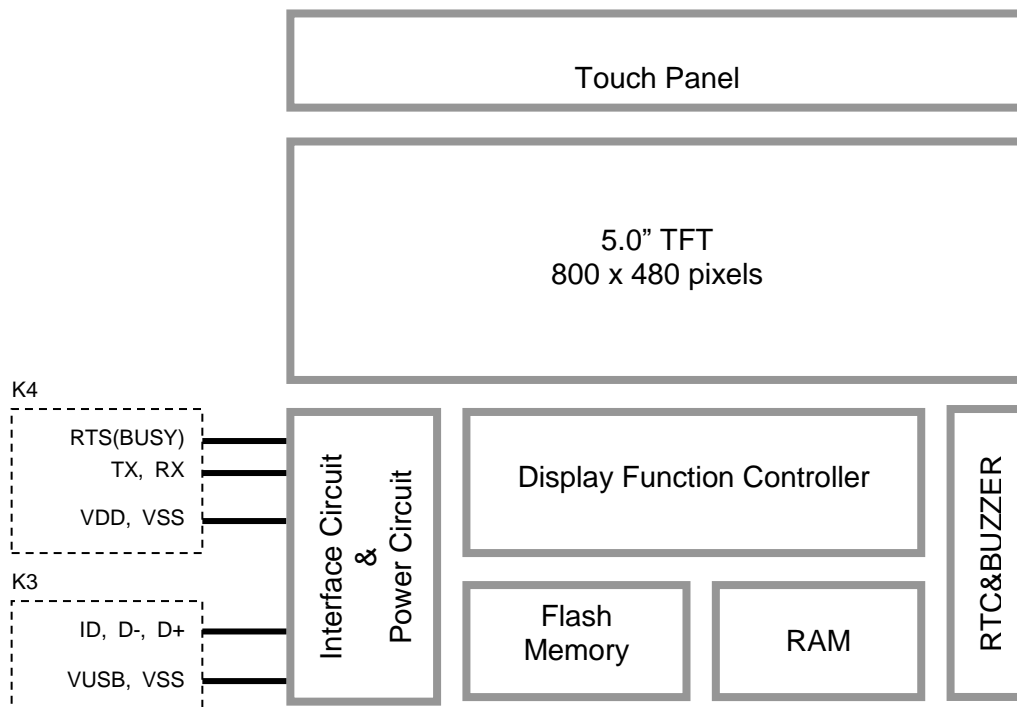 Touch Panel
5.0” TFT
800 x 480 pixels
K4
RTS(BUSY)
TX, RX
VDD, VSS
K3
ID, D-, D+
VUSB, VSS
Interface Circuit
&
Power Circuit
Display Function Controller
Flash
Memory
RAM
RTC&BUZZER